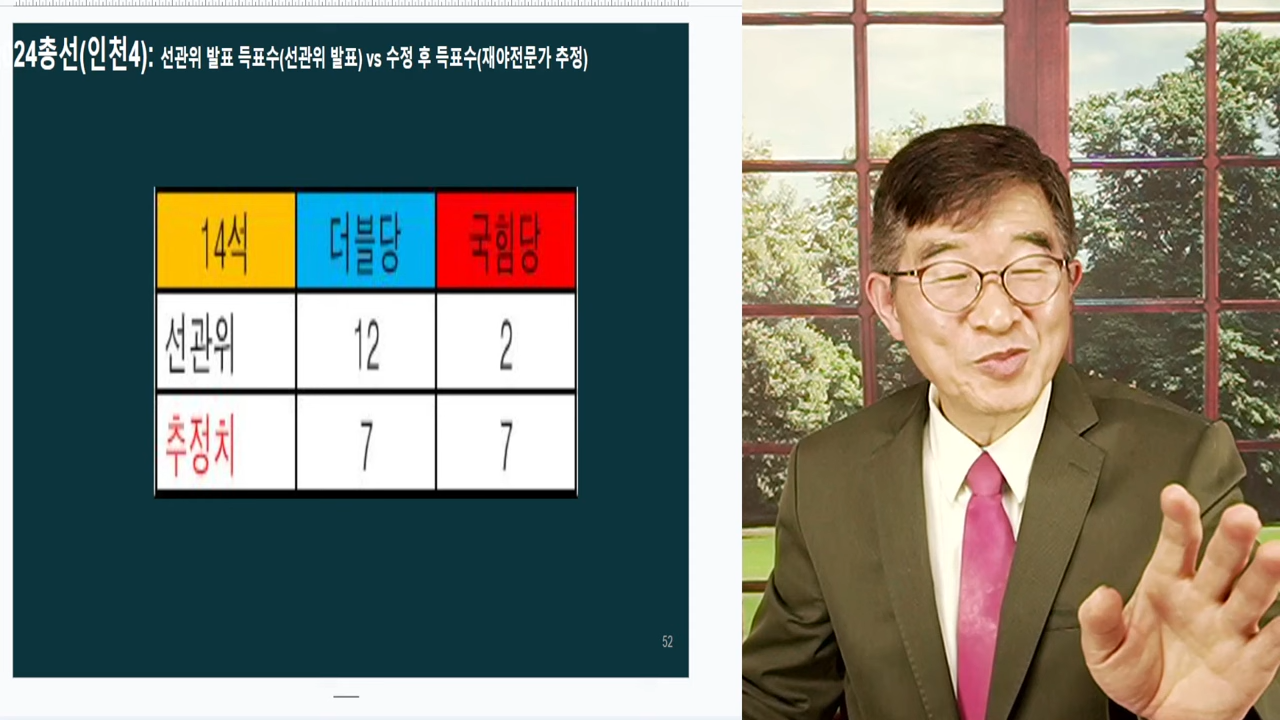 24총선(인천4): 선관위 발표 득표수(선관위 발표) vs 수정 후 득표수(재야전문가 추정)
14석 더블당 국힘당
선관위 12 2
추정치 7 7
52